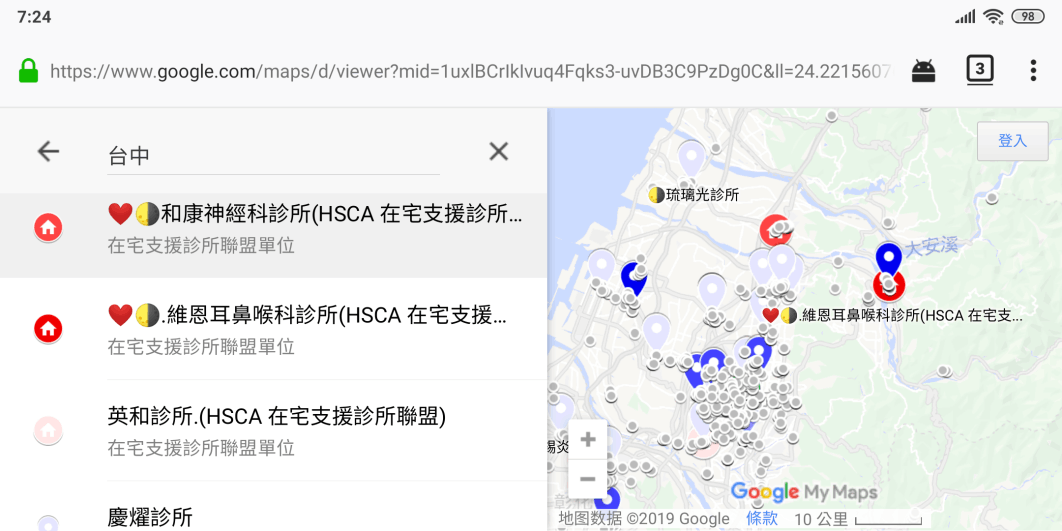 7:24
98
https://www.google.com/maps/d/viewer?mid=1uxlBCrIkIvuq4Fqks3-uvDB3C9PzDg0C&ll=24.2215607
3
台中
登入
❤️🌗和康神經科診所(HSCA 在宅支援診所...
在宅支援診所聯盟單位
❤️🌗.維恩耳鼻喉科診所(HSCA 在宅支援...
在宅支援診所聯盟單位
英和診所.(HSCA 在宅支援診所聯盟)
在宅支援診所聯盟單位
慶燿診所
🌗琉璃光診所
大安溪
❤️🌗.維恩耳鼻喉科診所(HSCA 在宅支...
Google My Maps
地图数据 ©2019 Google
條款
10 公里